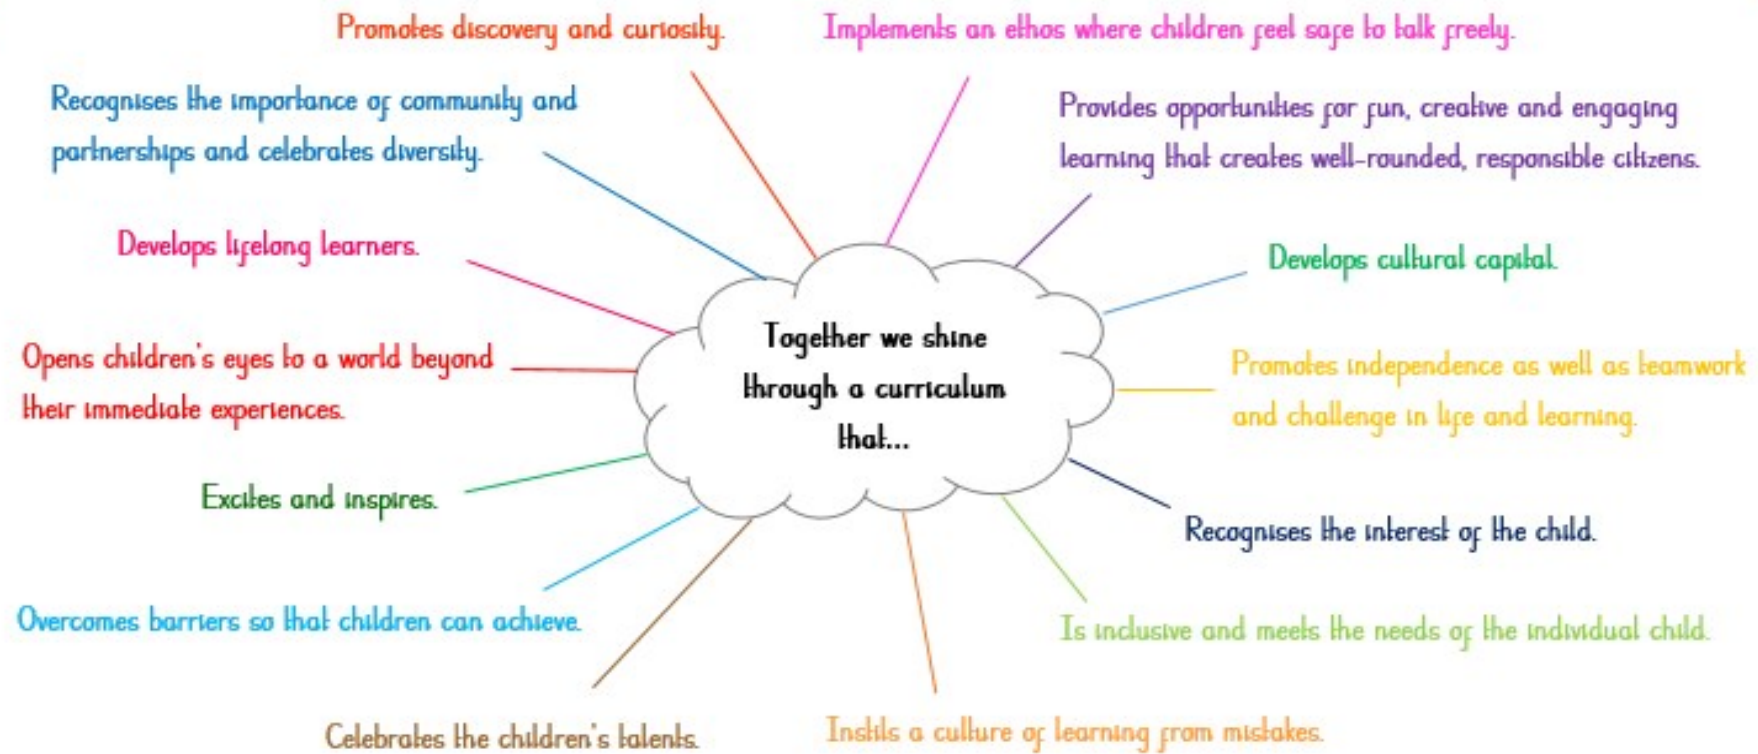 Promotes discovery and curiosity.
Implements an ethos where children feel safe to talk freely.
Recognises the importance of community and
partnerships and celebrates diversity.
Provides opportunities for fun, creative and engaging
learning that creates well-rounded, responsible citizens.
Develops lifelong learners.
Develops cultural capital.
Together we shine
through a curriculum
that...
Opens children's eyes to a world beyond
their immediate experiences.
Promotes independence as well as teamwork
and challenge in life and learning.
Excites and inspires.
Recognises the interest of the child.
Overcomes barriers so that children can achieve.
Is inclusive and meets the needs of the individual child.
Celebrates the children's talents.
Instils a culture of learning from mistakes.